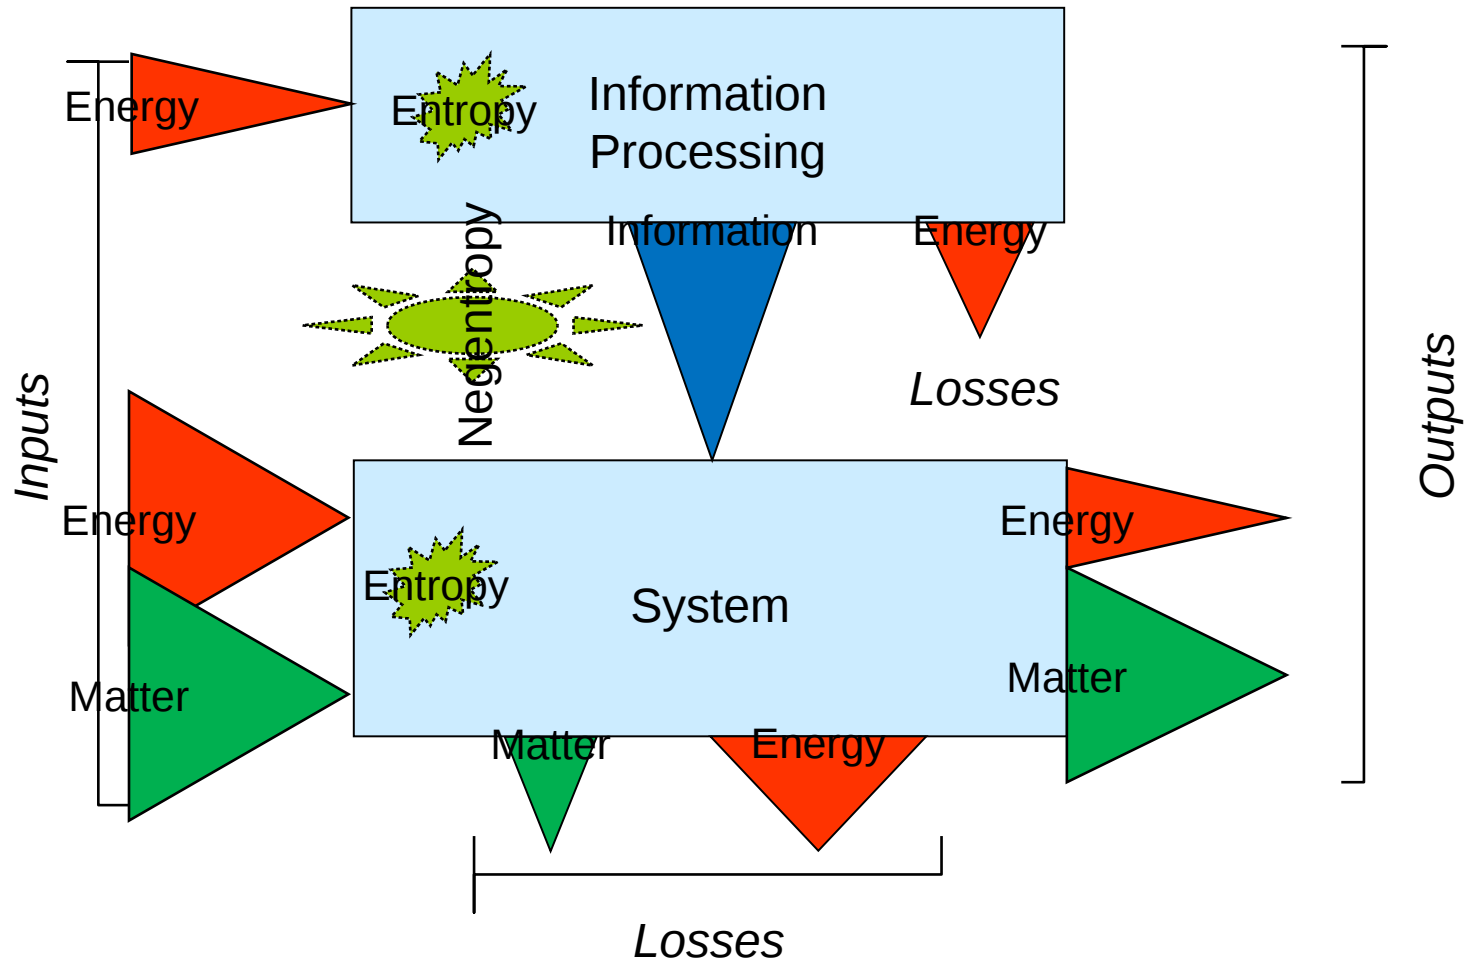 Energy
Entropy
Information
Processing
Negentropy
Information
Energy
Losses
Inputs
Outputs
Energy
Energy
Entropy
System
Matter
Matter
Matter
Energy
Losses